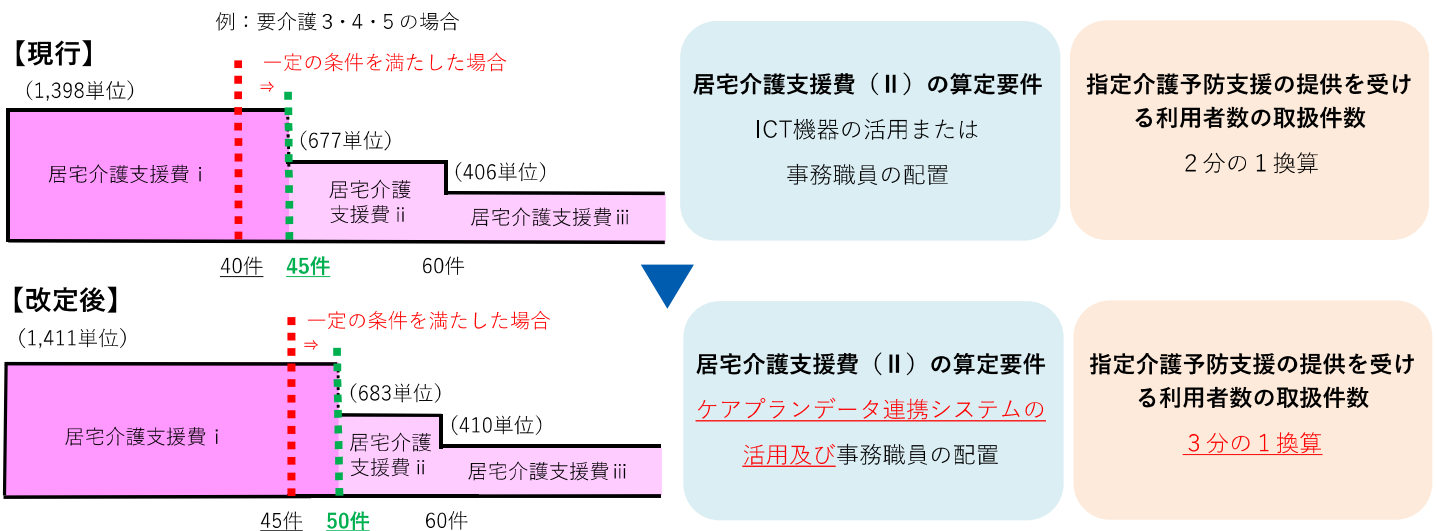 例：要介護３・４・５の場合
【現行】
一定の条件を満たした場合
⇒
（1,398単位）
（677単位）
（406単位）
居宅介護支援費ⅰ
居宅介護
支援費ⅱ
居宅介護支援費ⅲ
40件
45件
60件
居宅介護支援費（Ⅱ）の算定要件
ICT機器の活用または
事務職員の配置
指定介護予防支援の提供を受け
る利用者数の取扱件数
２分の１換算
【改定後】
一定の条件を満たした場合
⇒
（1,411単位）
（683単位）
（410単位）
居宅介護支援費ⅰ
居宅介護
支援費ⅱ
居宅介護支援費ⅲ
45件
50件
60件
居宅介護支援費（Ⅱ）の算定要件
ケアプランデータ連携システムの
活用及び事務職員の配置
指定介護予防支援の提供を受け
る利用者数の取扱件数
３分の１換算